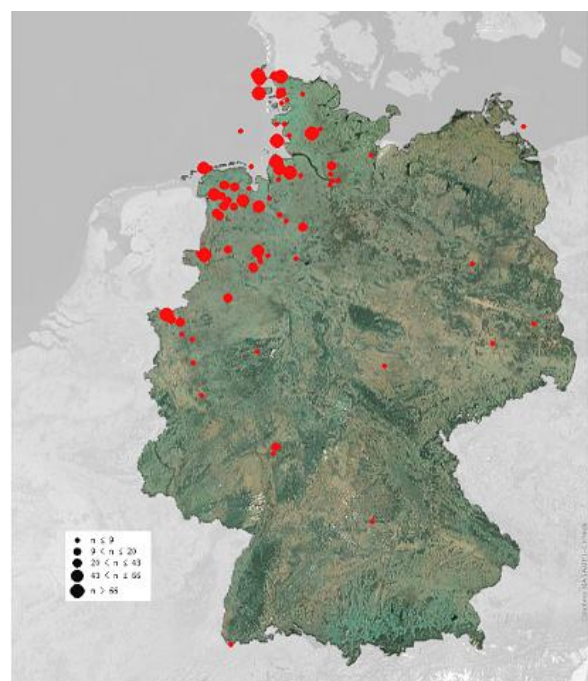 n ≤ 9
9 < n ≤ 20
20 < n ≤ 43
43 < n ≤ 66
n > 66